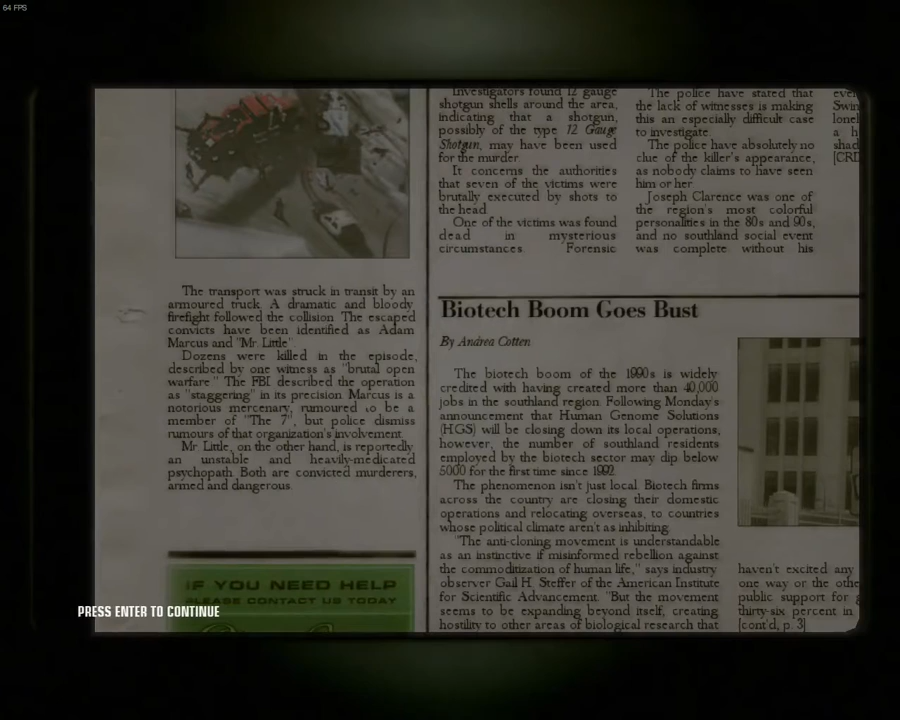 64 FPS
The transport was struck in transit by an
armoured truck. A dramatic and bloody
firefight followed the collision. The escaped
convicts have been identified as Adam
Marcus and "Mr. Little".
Dozens were killed in the episode,
described by one witness as "brutal open
warfare." The FBI described the operation
as "staggering" in its precision. Marcus is a
notorious mercenary, rumoured to be a
member of "The 7", but police dismiss
rumours of that organization's involvement.
Mr. Little, on the other hand, is reportedly
an unstable and heavily-medicated
psychopath. Both are convicted murderers,
armed and dangerous.
IF YOU NEED HELP
PLEASE CONTACT US TODAY
Investigators found 12 gauge
shotgun shells around the area,
indicating that a shotgun,
possibly of the type 12 Gauge
Shotgun, may have been used
for the murder.
It concerns the authorities
that seven of the victims were
brutally executed by shots to
the head.
One of the victims was found
dead in mysterious
circumstances. Forensic
The police have stated that
the lack of witnesses is making
this an especially difficult case
to investigate.
The police have absolutely no
clue of the killer's appearance,
as nobody claims to have seen
him or her.
Joseph Clarence was one of
the region's most colorful
personalities in the 80s and 90s,
and no southland social event
was complete without his
Swin
lonel
a h
shad
[CRD
Biotech Boom Goes Bust
By Andrea Cotten
The biotech boom of the 1990s is widely
credited with having created more than 40,000
jobs in the southland region. Following Monday's
announcement that Human Genome Solutions
(HGS) will be closing down its local operations,
however, the number of southland residents
employed by the biotech sector may dip below
5000 for the first time since 1992.
The phenomenon isn't just local. Biotech firms
across the country are closing their domestic
operations and relocating overseas, to countries
whose political climate aren't as inhibiting.
"The anti-cloning movement is understandable
as an instinctive if misinformed rebellion against
the commoditization of human life," says industry
observer Gail H. Steffer of the American Institute
for Scientific Advancement. "But the movement
seems to be expanding beyond itself, creating
hostility to other areas of biological research that
haven't excited any
one way or the othe
public support for
thirty-six percent in
[cont'd, p. 3]
PRESS ENTER TO CONTINUE